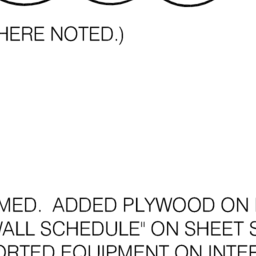 HERE NOTED.)
MED. ADDED PLYWOOD ON
WALL SCHEDULE" ON SHEET S
ORTED EQUIPMENT ON INTER